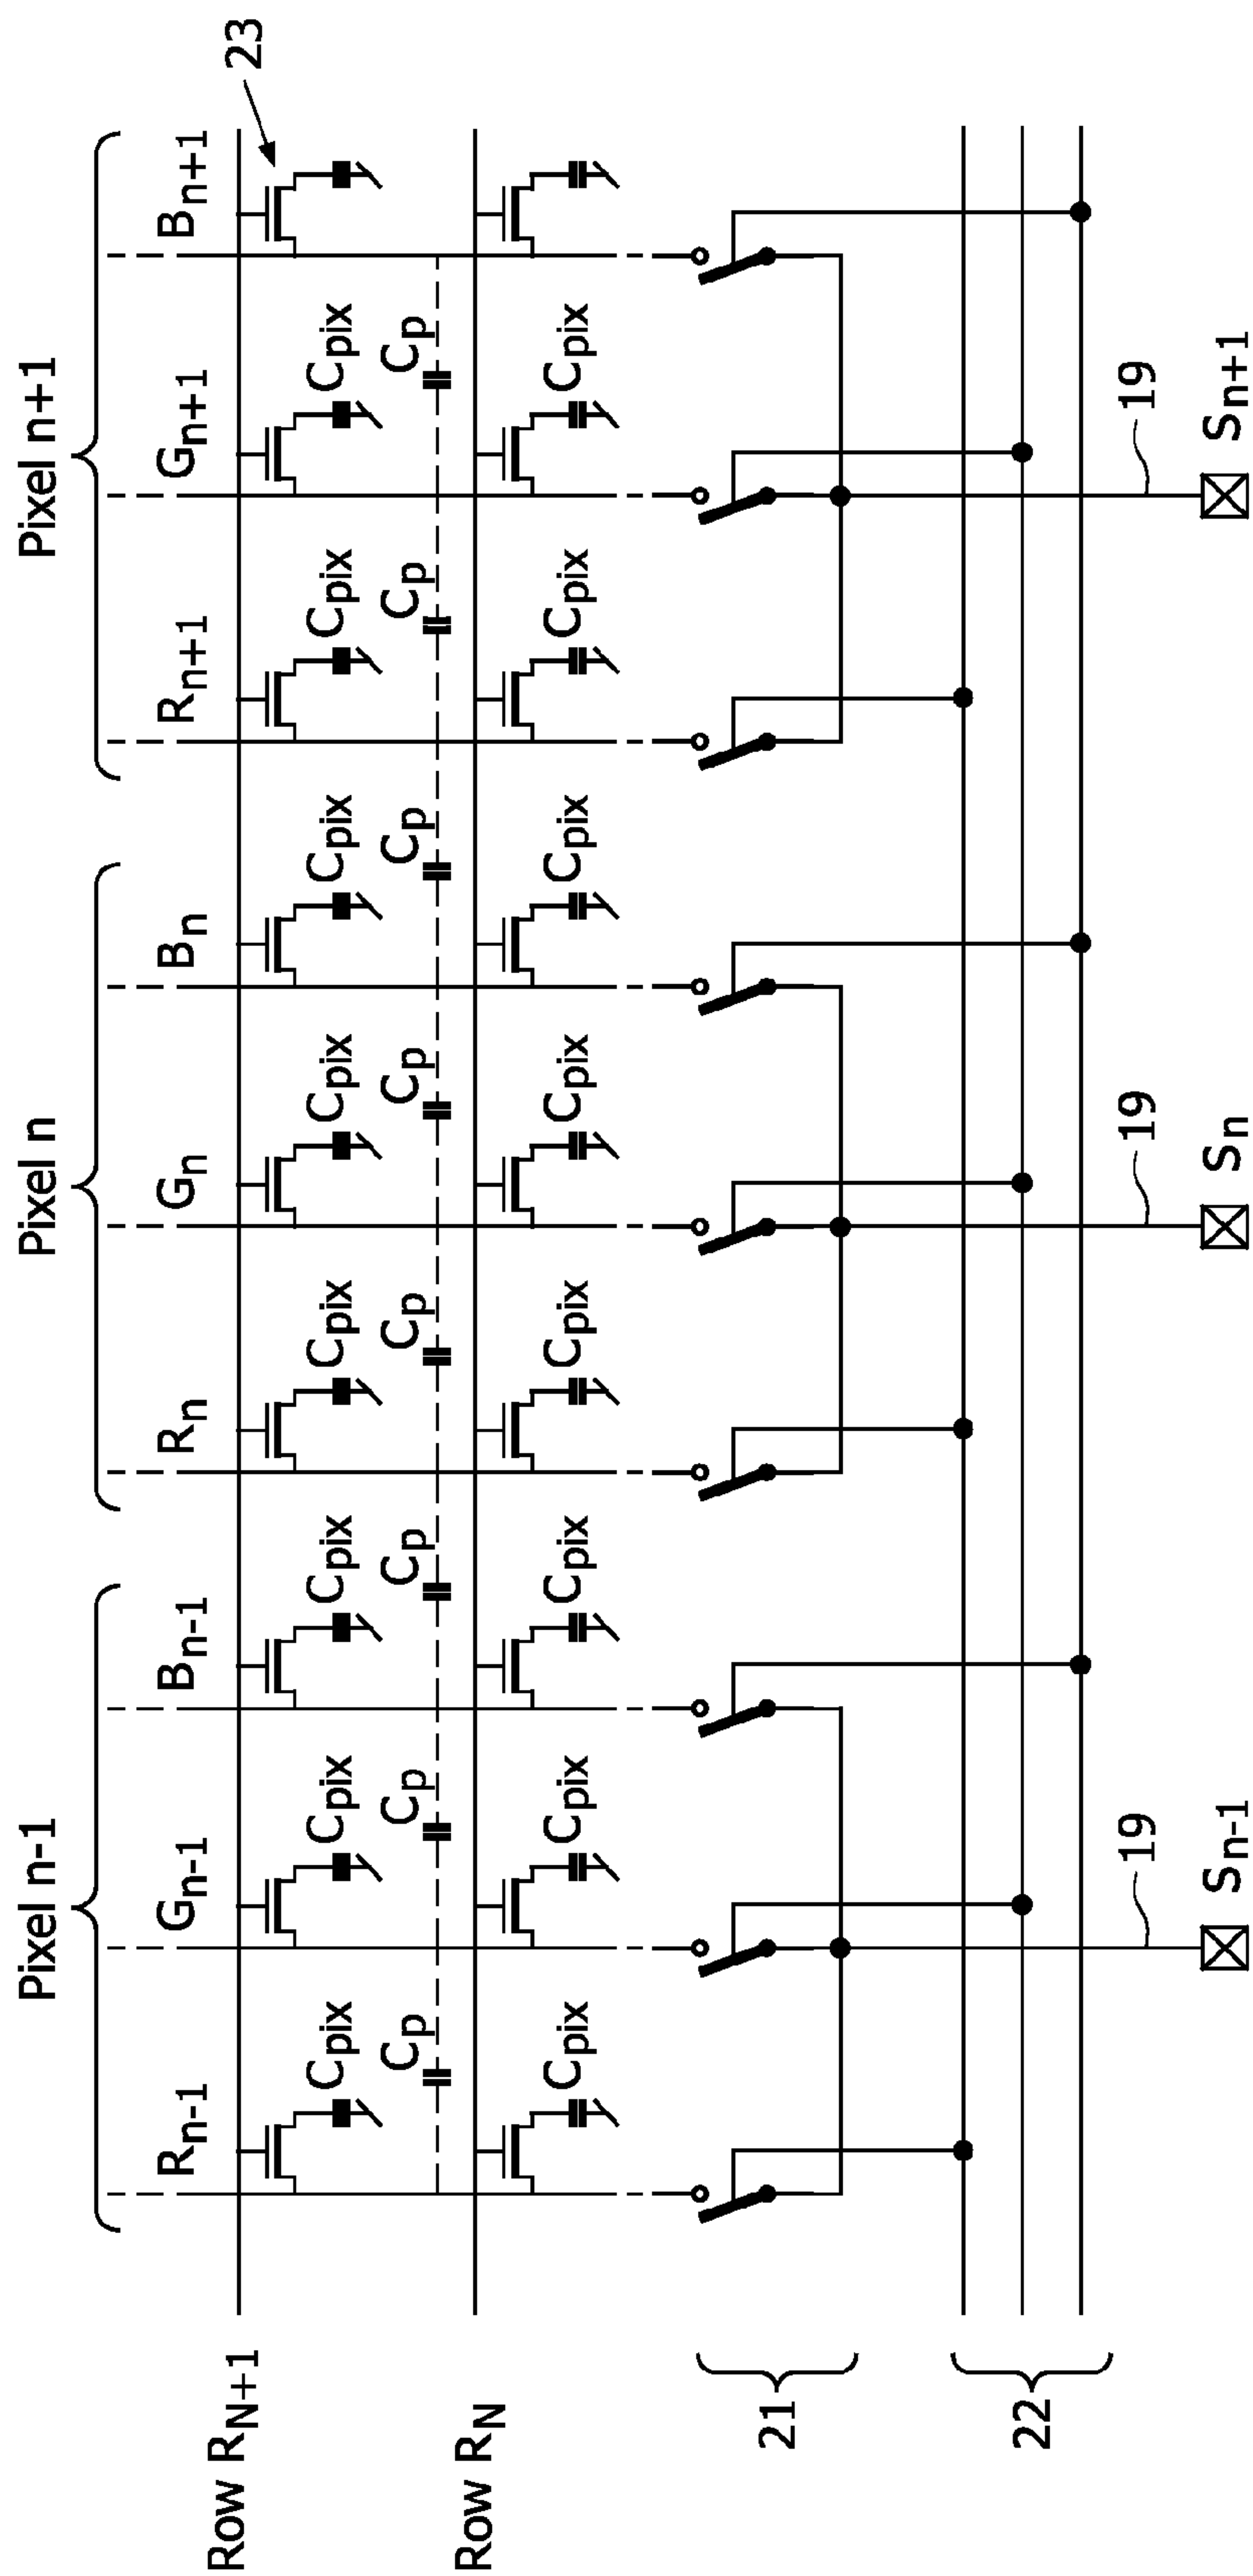 Pixel n-1 Pixel n Pixel n+1
Rn-1 Gn-1 Bn-1 Rn Gn Bn Rn+1 Gn+1 Bn+1
23
Row RN+1
Cpix Cpix Cpix Cpix Cpix Cpix Cpix Cpix
Cp Cp Cp Cp Cp Cp Cp Cp
Row RN
Cpix Cpix Cpix Cpix Cpix Cpix Cpix Cpix
21
22
19 19 19
Sn-1 Sn Sn+1